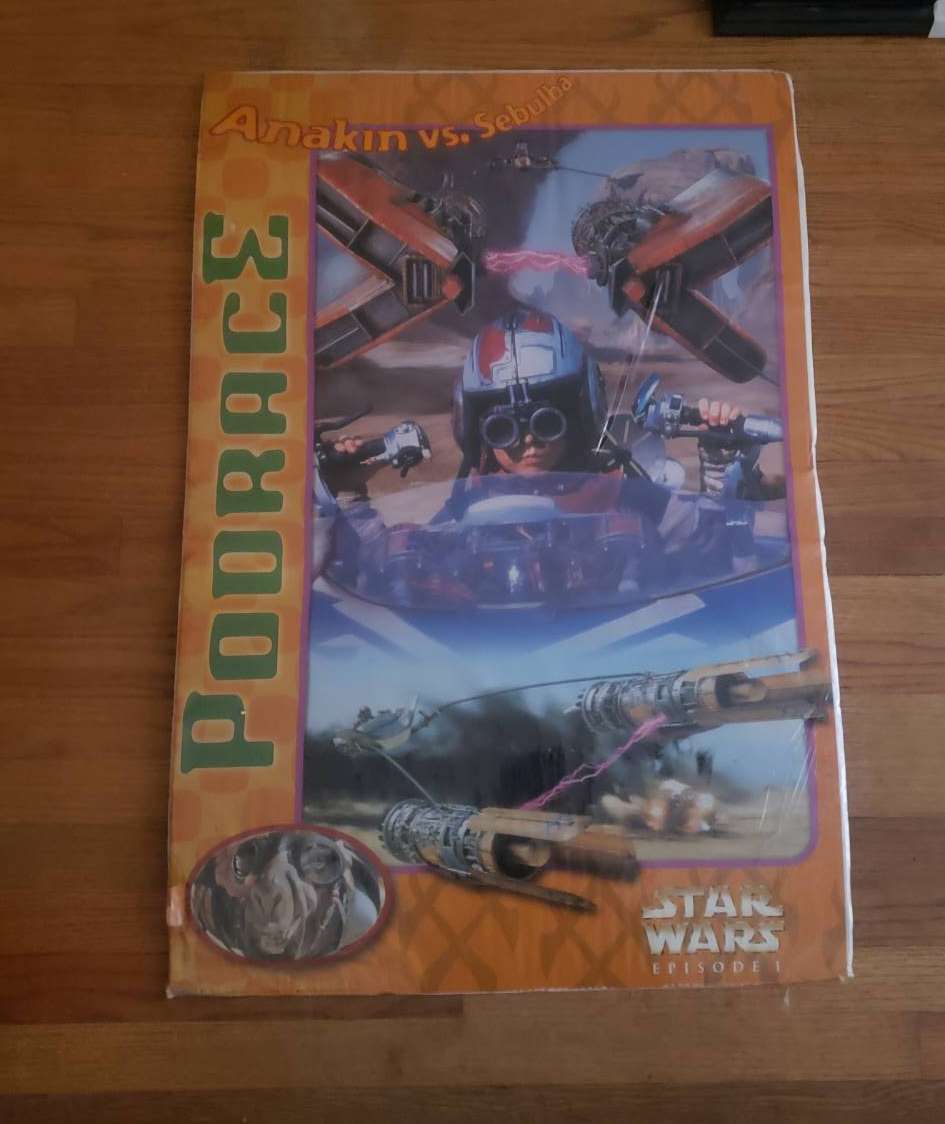 Anakin vs. Sebulba
PODRACE
STAR
WARS
EPISODE I